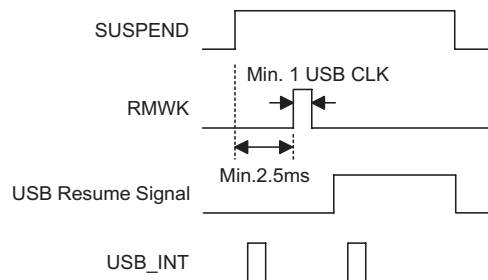 SUSPEND
Min. 1 USB CLK
RMWK
Min.2.5ms
USB Resume Signal
USB_INT